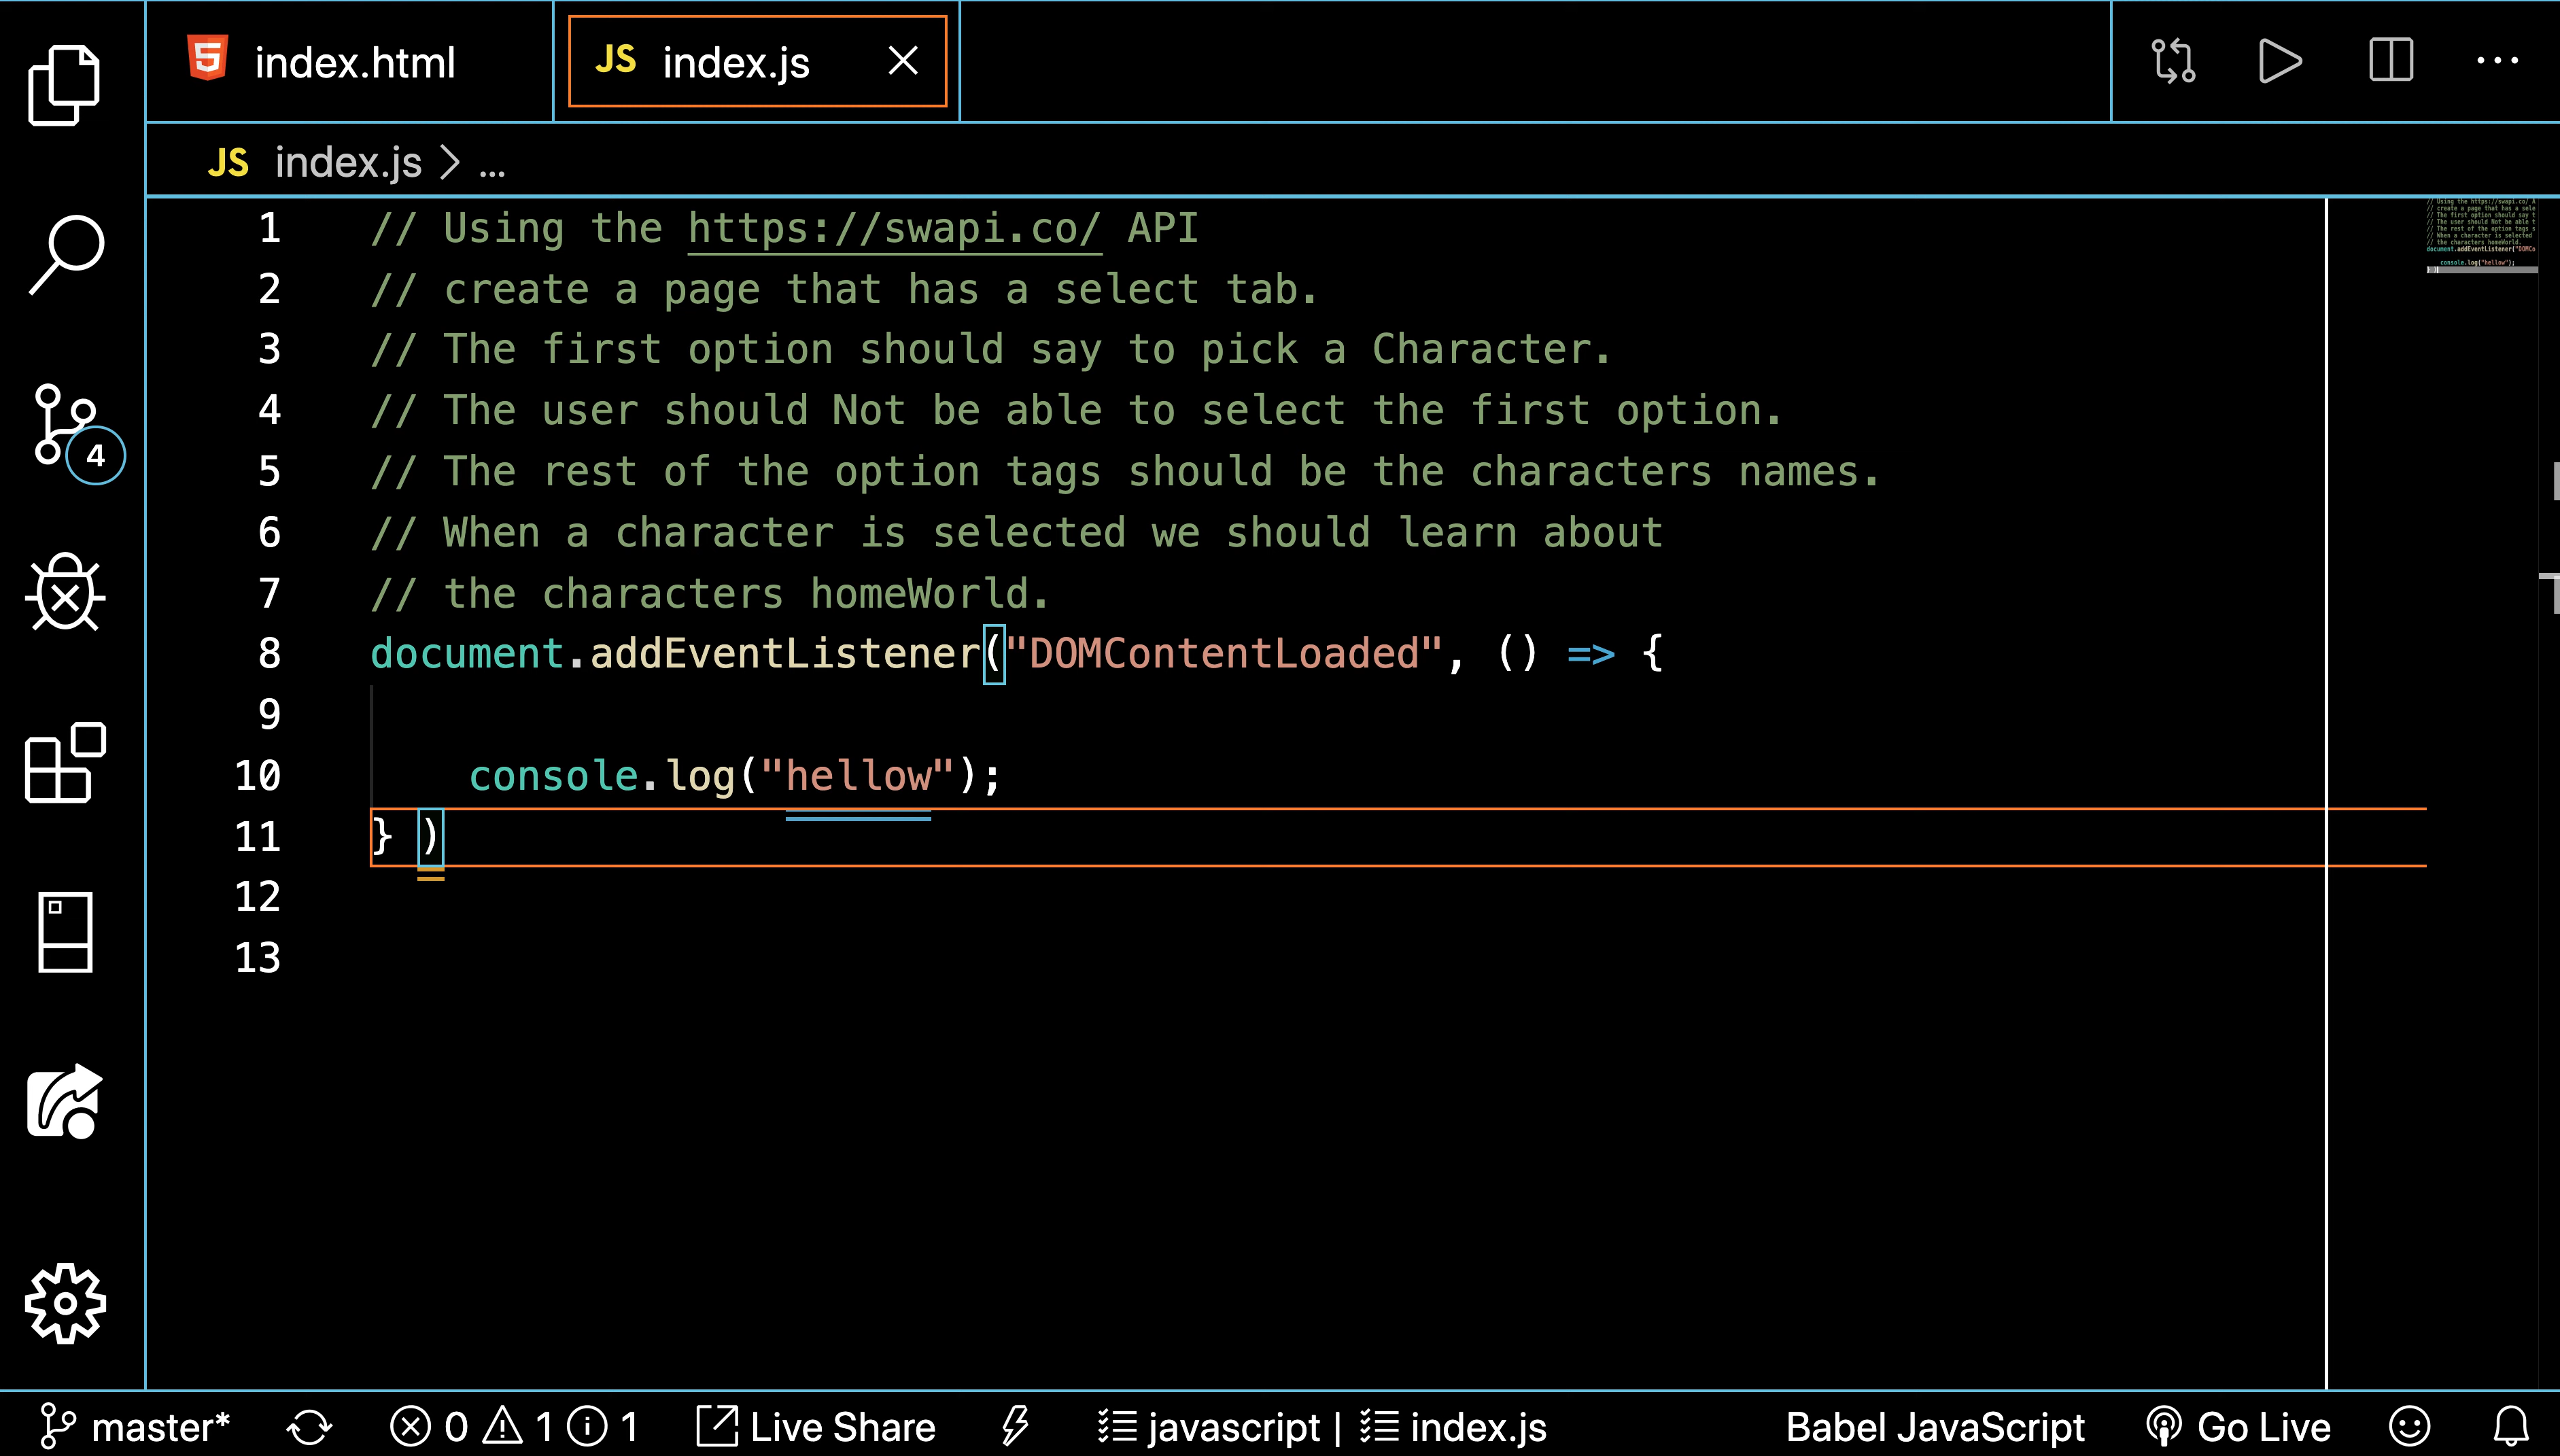 index.html
JS index.js
JS index.js > ...
1 // Using the https://swapi.co/ API
2 // create a page that has a select tab.
3 // The first option should say to pick a Character.
4 // The user should Not be able to select the first option.
5 // The rest of the option tags should be the characters names.
6 // When a character is selected we should learn about
7 // the characters homeWorld.
8 document.addEventListener("DOMContentLoaded", () => {
9
10 console.log("hellow");
11 } )
12
13
4
master* 0 1 1 Live Share javascript | index.js Babel JavaScript Go Live